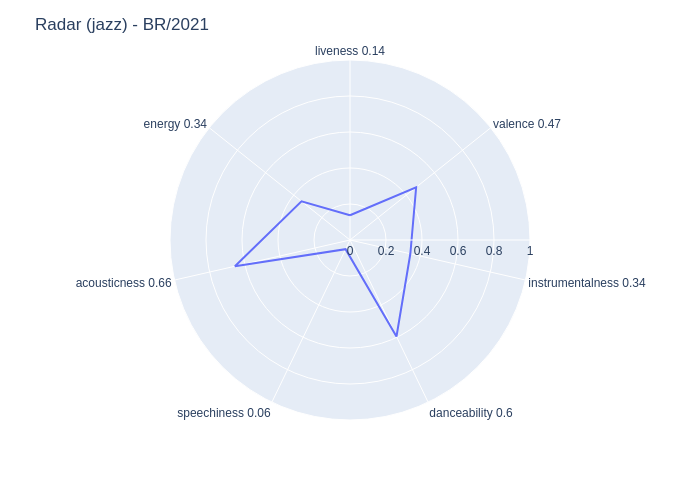 Radar (jazz) - BR/2021
liveness 0.14
energy 0.34
valence 0.47
0 0.2 0.4 0.6 0.8 1
acousticness 0.66
instrumentalness 0.34
speechiness 0.06
danceability 0.6